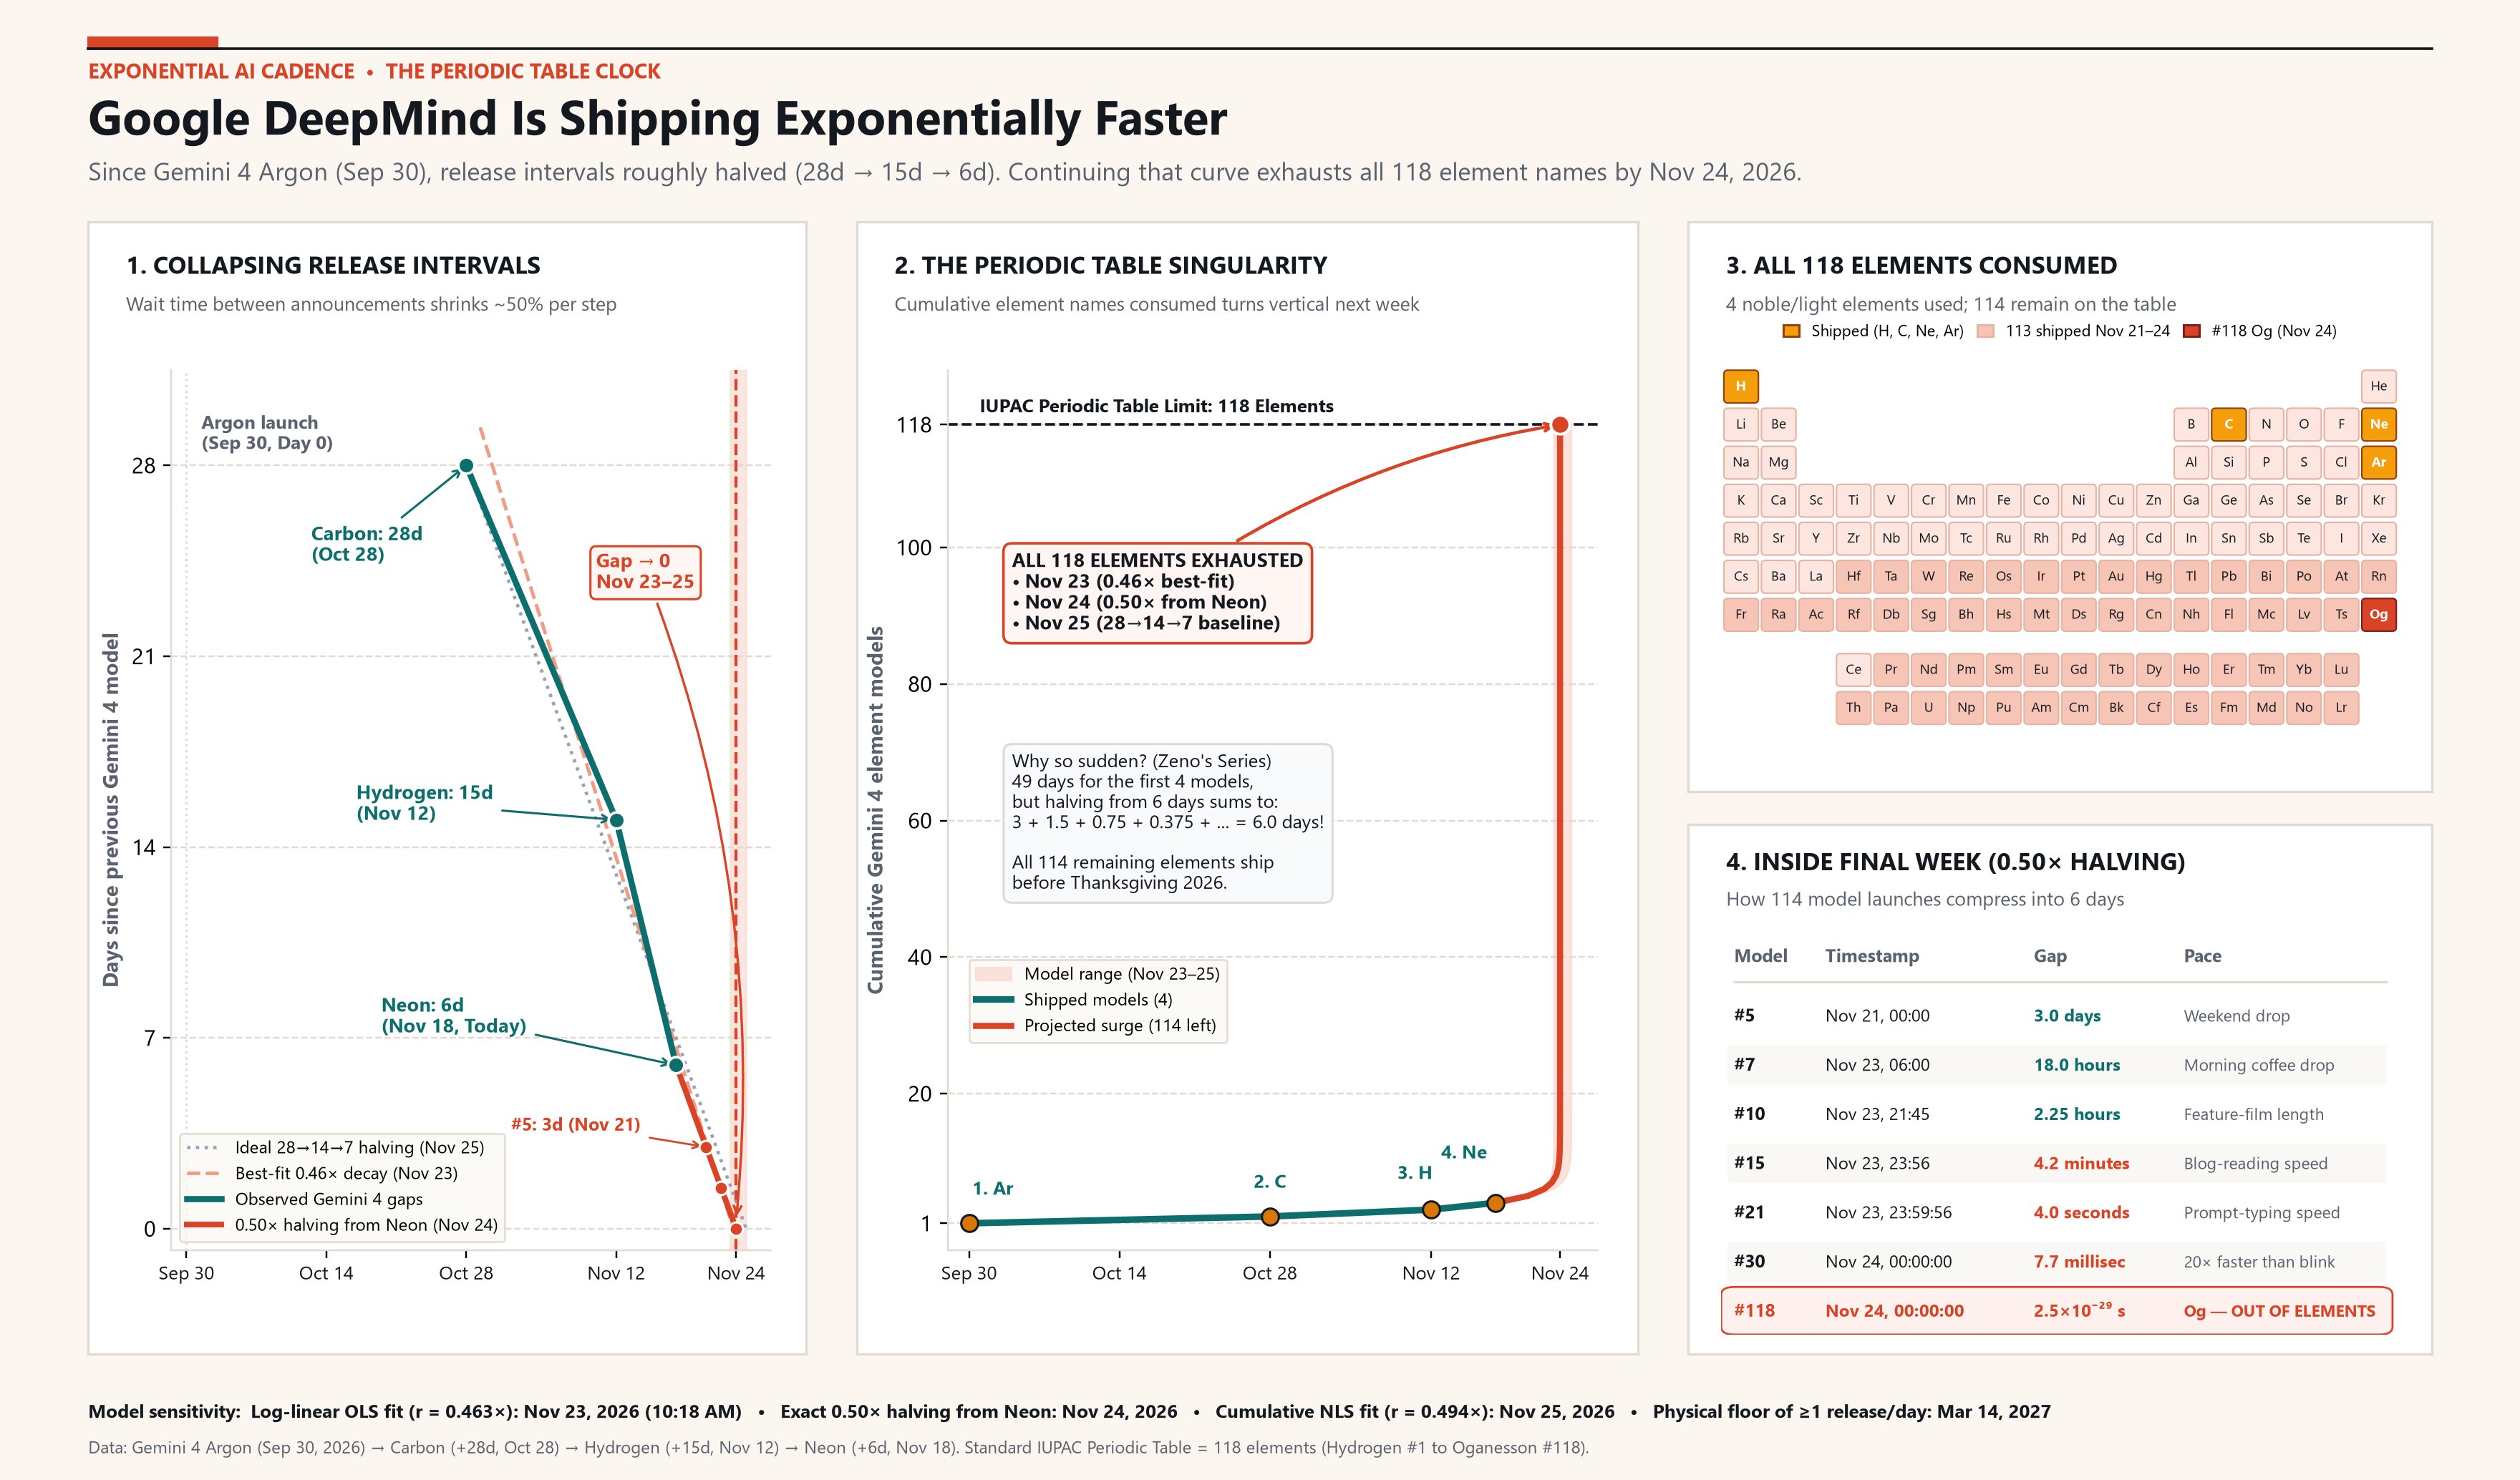 EXPONENTIAL AI CADENCE • THE PERIODIC TABLE CLOCK
Google DeepMind Is Shipping Exponentially Faster
Since Gemini 4 Argon (Sep 30), release intervals roughly halved (28d → 15d → 6d). Continuing that curve exhausts all 118 element names by Nov 24, 2026.
1. COLLAPSING RELEASE INTERVALS
Wait time between announcements shrinks ~50% per step
Days since previous Gemini 4 model
28
21
14
7
0
Argon launch
(Sep 30, Day 0)
Carbon: 28d
(Oct 28)
Gap → 0
Nov 23–25
Hydrogen: 15d
(Nov 12)
Neon: 6d
(Nov 18, Today)
#5: 3d (Nov 21)
Ideal 28→14→7 halving (Nov 25)
Best-fit 0.46× decay (Nov 23)
Observed Gemini 4 gaps
0.50× halving from Neon (Nov 24)
Sep 30 Oct 14 Oct 28 Nov 12 Nov 24
2. THE PERIODIC TABLE SINGULARITY
Cumulative element names consumed turns vertical next week
Cumulative Gemini 4 element models
118
100
80
60
40
20
1
IUPAC Periodic Table Limit: 118 Elements
ALL 118 ELEMENTS EXHAUSTED
• Nov 23 (0.46× best-fit)
• Nov 24 (0.50× from Neon)
• Nov 25 (28→14→7 baseline)
Why so sudden? (Zeno's Series)
49 days for the first 4 models,
but halving from 6 days sums to:
3 + 1.5 + 0.75 + 0.375 + ... = 6.0 days!
All 114 remaining elements ship
before Thanksgiving 2026.
Model range (Nov 23–25)
Shipped models (4)
Projected surge (114 left)
1. Ar
2. C
3. H
4. Ne
Sep 30 Oct 14 Oct 28 Nov 12 Nov 24
3. ALL 118 ELEMENTS CONSUMED
4 noble/light elements used; 114 remain on the table
Shipped (H, C, Ne, Ar) 113 shipped Nov 21–24 #118 Og (Nov 24)
H He
Li Be B C N O F Ne
Na Mg Al Si P S Cl Ar
K Ca Sc Ti V Cr Mn Fe Co Ni Cu Zn Ga Ge As Se Br Kr
Rb Sr Y Zr Nb Mo Tc Ru Rh Pd Ag Cd In Sn Sb Te I Xe
Cs Ba La Hf Ta W Re Os Ir Pt Au Hg Tl Pb Bi Po At Rn
Fr Ra Ac Rf Db Sg Bh Hs Mt Ds Rg Cn Nh Fl Mc Lv Ts Og
Ce Pr Nd Pm Sm Eu Gd Tb Dy Ho Er Tm Yb Lu
Th Pa U Np Pu Am Cm Bk Cf Es Fm Md No Lr
4. INSIDE FINAL WEEK (0.50× HALVING)
How 114 model launches compress into 6 days
Model Timestamp Gap Pace
#5 Nov 21, 00:00 3.0 days Weekend drop
#7 Nov 23, 06:00 18.0 hours Morning coffee drop
#10 Nov 23, 21:45 2.25 hours Feature-film length
#15 Nov 23, 23:56 4.2 minutes Blog-reading speed
#21 Nov 23, 23:59:56 4.0 seconds Prompt-typing speed
#30 Nov 24, 00:00:00 7.7 millisec 20× faster than blink
#118 Nov 24, 00:00:00 2.5×10⁻²⁹ s Og — OUT OF ELEMENTS
Model sensitivity: Log-linear OLS fit (r = 0.463×): Nov 23, 2026 (10:18 AM) • Exact 0.50× halving from Neon: Nov 24, 2026 • Cumulative NLS fit (r = 0.494×): Nov 25, 2026 • Physical floor of ≥1 release/day: Mar 14, 2027
Data: Gemini 4 Argon (Sep 30, 2026) → Carbon (+28d, Oct 28) → Hydrogen (+15d, Nov 12) → Neon (+6d, Nov 18). Standard IUPAC Periodic Table = 118 elements (Hydrogen #1 to Oganesson #118).